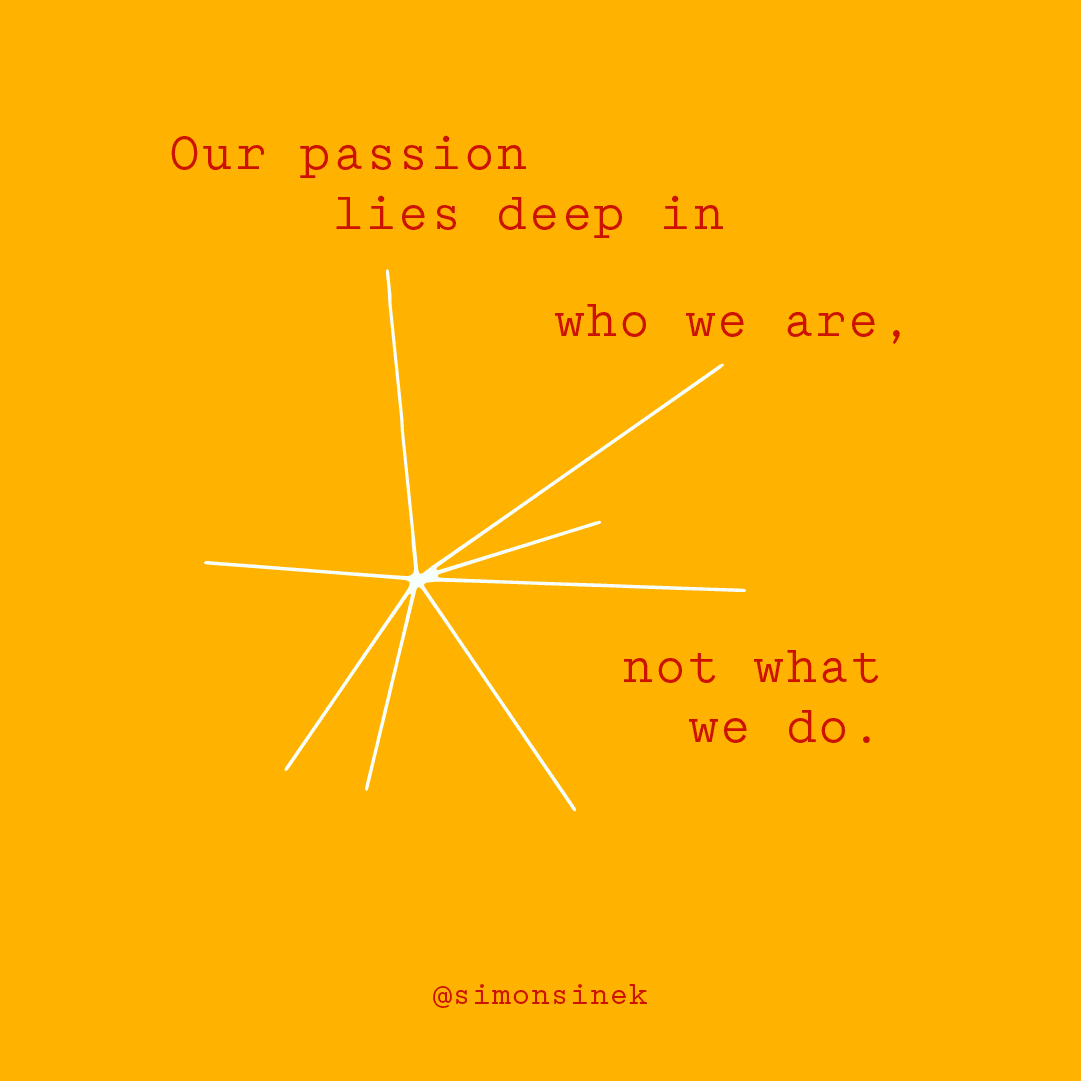 Our passion
lies deep in
who we are,
not what
we do.
@simonsinek